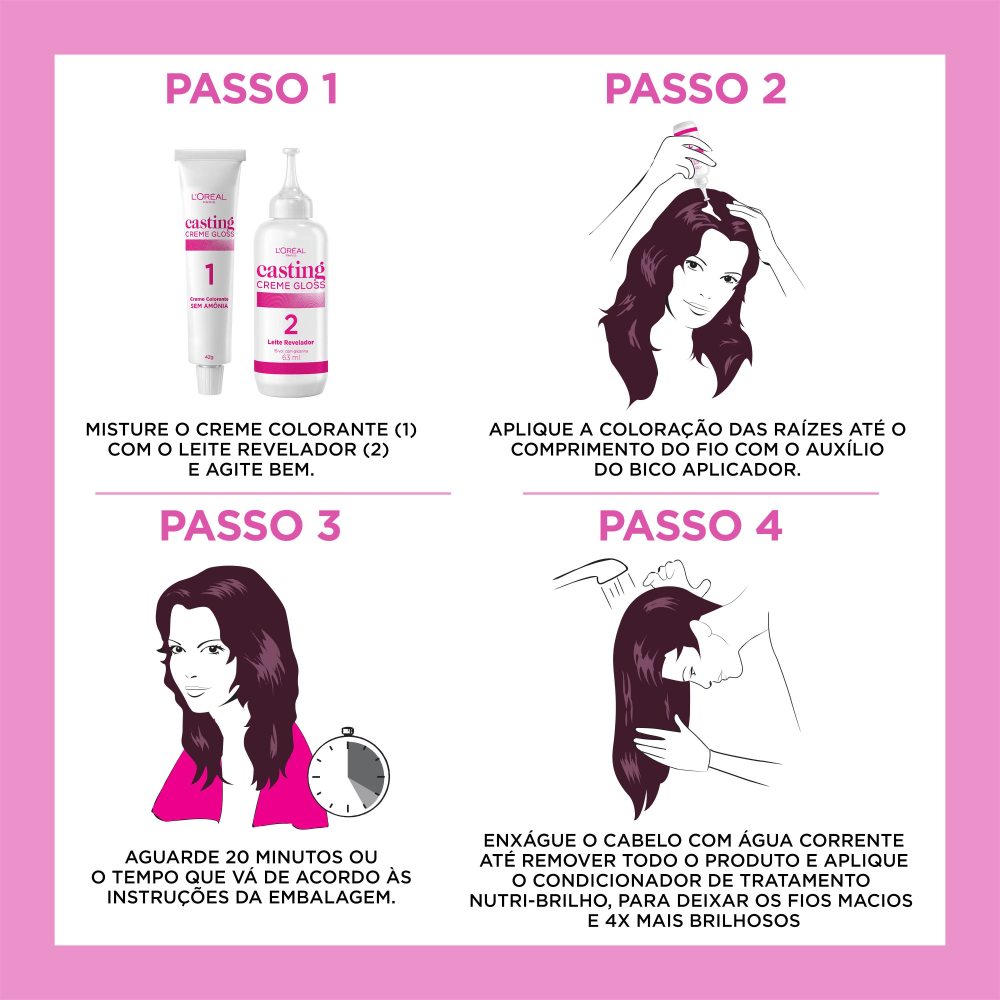 PASSO 1
L'ORÉAL
PARIS
casting
CREME GLOSS
1
Creme Colorante
SEM AMÔNIA
42g
L'ORÉAL
PARIS
casting
CREME GLOSS
2
Leite Revelador
63 ml
MISTURE O CREME COLORANTE (1)
COM O LEITE REVELADOR (2)
E AGITE BEM.
PASSO 2
APLIQUE A COLORAÇÃO DAS RAÍZES ATÉ O
COMPRIMENTO DO FIO COM O AUXÍLIO
DO BICO APLICADOR.
PASSO 3
AGUARDE 20 MINUTOS OU
O TEMPO QUE VÁ DE ACORDO ÀS
INSTRUÇÕES DA EMBALAGEM.
PASSO 4
ENXÁGUE O CABELO COM ÁGUA CORRENTE
ATÉ REMOVER TODO O PRODUTO E APLIQUE
O CONDICIONADOR DE TRATAMENTO
NUTRI-BRILHO, PARA DEIXAR OS FIOS MACIOS
E 4X MAIS BRILHOSOS